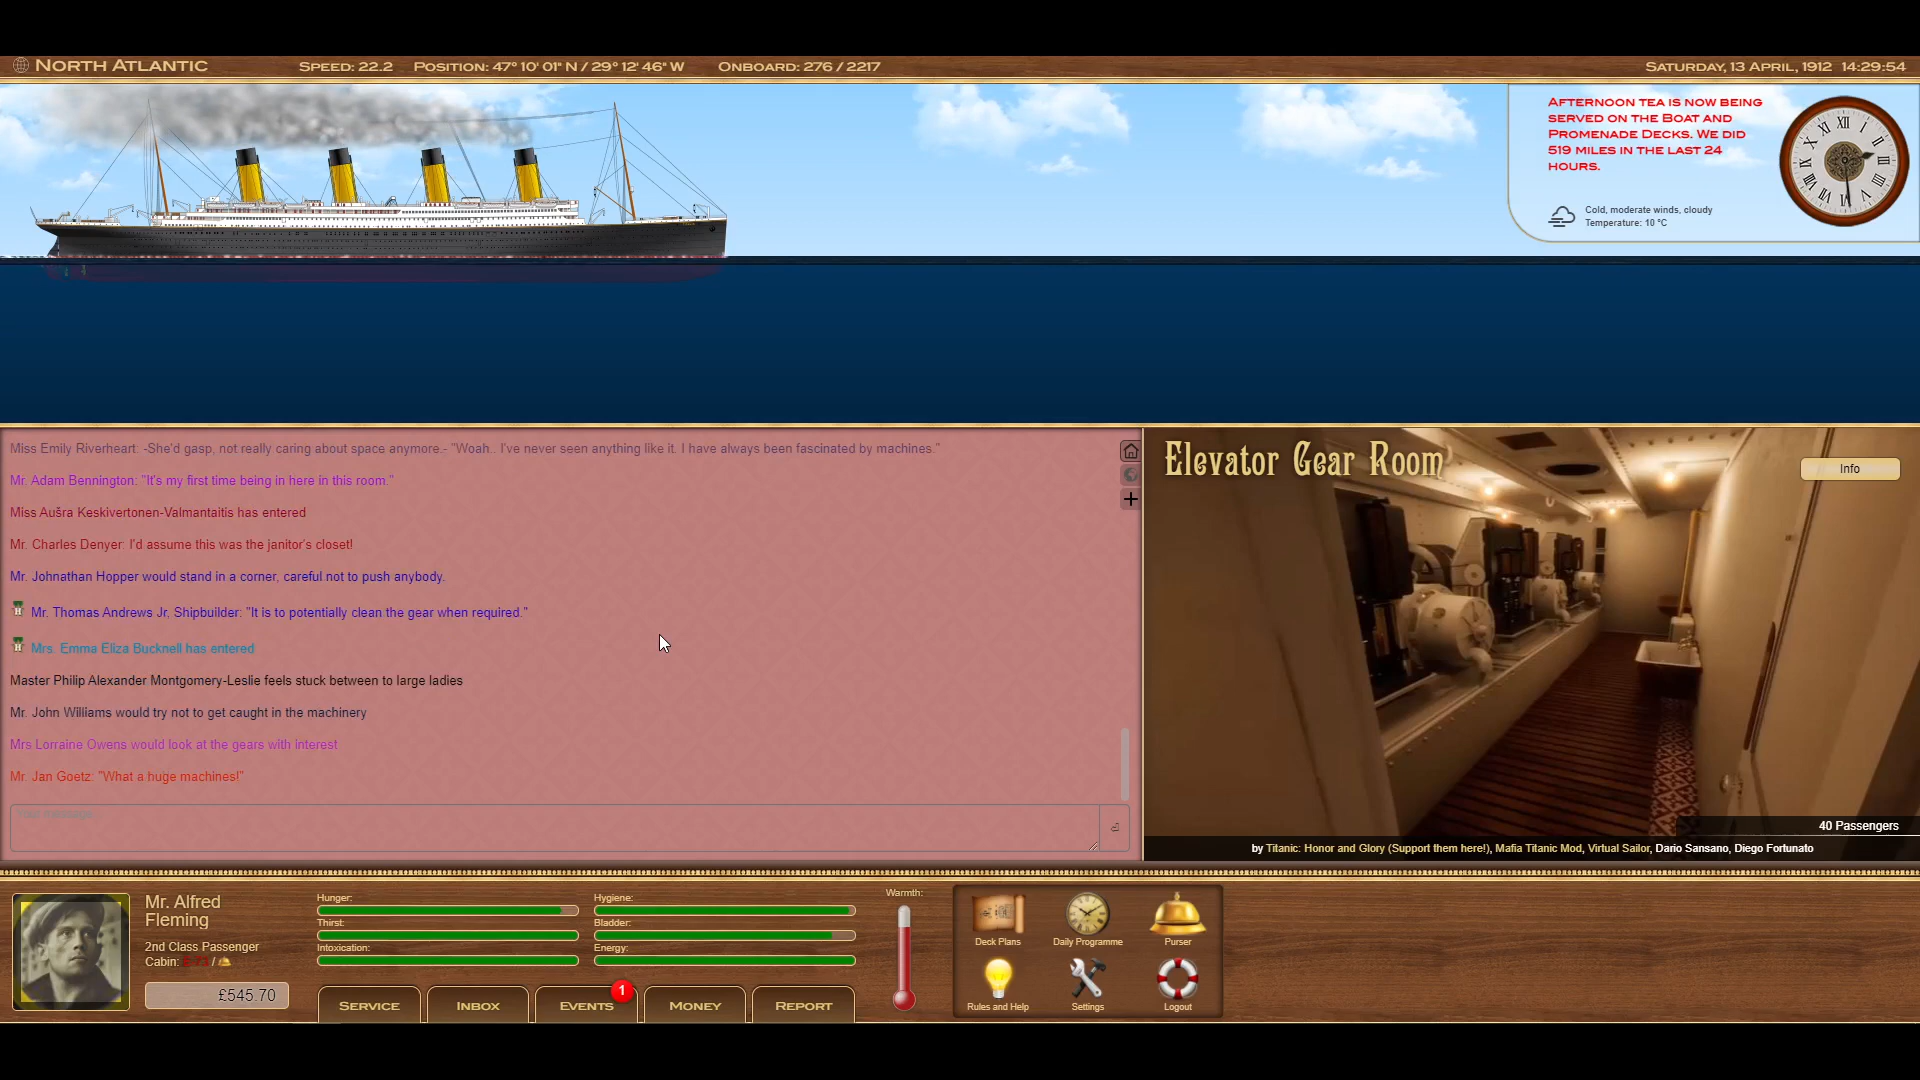 North Atlantic
Speed: 22.2
Position: 47° 10' 01" N / 29° 12' 46" W
Onboard: 276 / 2217
Saturday, 13 April, 1912 14:29:54
Afternoon tea is now being
served on the Boat and
Promenade Decks. We did
519 miles in the last 24
hours.
Cold, moderate winds, cloudy
Temperature: 10 °C
Miss Emily Riverheart: -She'd gasp, not really caring about space anymore.- "Woah.. I've never seen anything like it. I have always been fascinated by machines."
Mr. Adam Bennington: "It's my first time being in here in this room."
Miss Aušra Keskivertonen-Valmantaitis has entered
Mr. Charles Denyer: I'd assume this was the janitor's closet!
Mr. Johnathan Hopper would stand in a corner, careful not to push anybody.
Mr. Thomas Andrews Jr, Shipbuilder: "It is to potentially clean the gear when required."
Mrs. Emma Eliza Bucknell has entered
Master Philip Alexander Montgomery-Leslie feels stuck between to large ladies
Mr. John Williams would try not to get caught in the machinery
Mrs Lorraine Owens would look at the gears with interest
Mr. Jan Goetz: "What a huge machines!"
Your message...
Elevator Gear Room
Info
40 Passengers
by Titanic: Honor and Glory (Support them here!), Mafia Titanic Mod, Virtual Sailor, Dario Sansano, Diego Fortunato
Mr. Alfred
Fleming
2nd Class Passenger
Cabin:
£545.70
Hunger:
Thirst:
Intoxication:
Hygiene:
Bladder:
Energy:
Warmth:
Service
Inbox
Events
1
Money
Report
Deck Plans
Daily Programme
Purser
Rules and Help
Settings
Logout